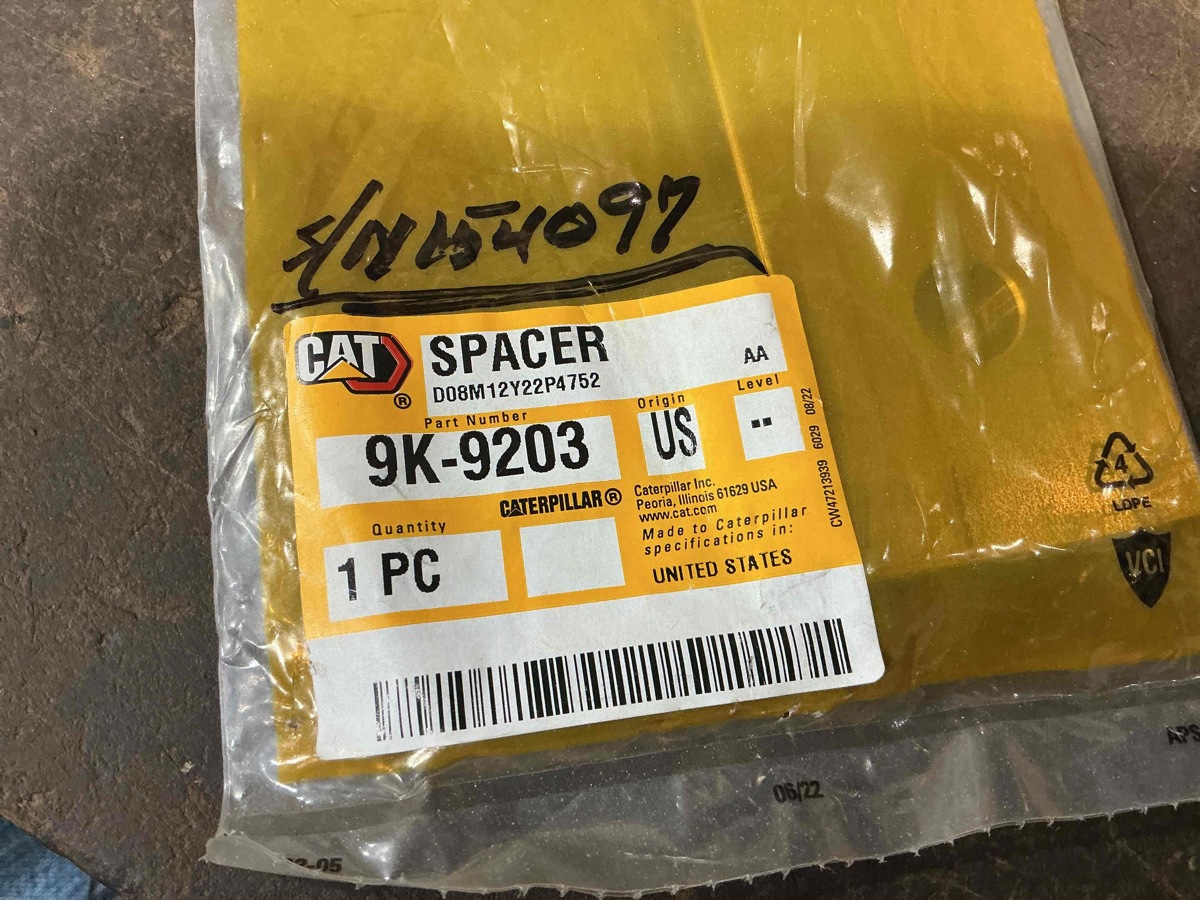 S/N 154097
CAT®
SPACER
D08M12Y22P4752
AA
Part Number
9K-9203
Origin
US
Level
--
CATERPILLAR®
Caterpillar Inc.
Peoria, Illinois 61629 USA
www.cat.com
Made to Caterpillar
specifications in:
UNITED STATES
Quantity
1 PC
CW47213939 6029 08/22
4
LDPE
VCI
06/22
APS